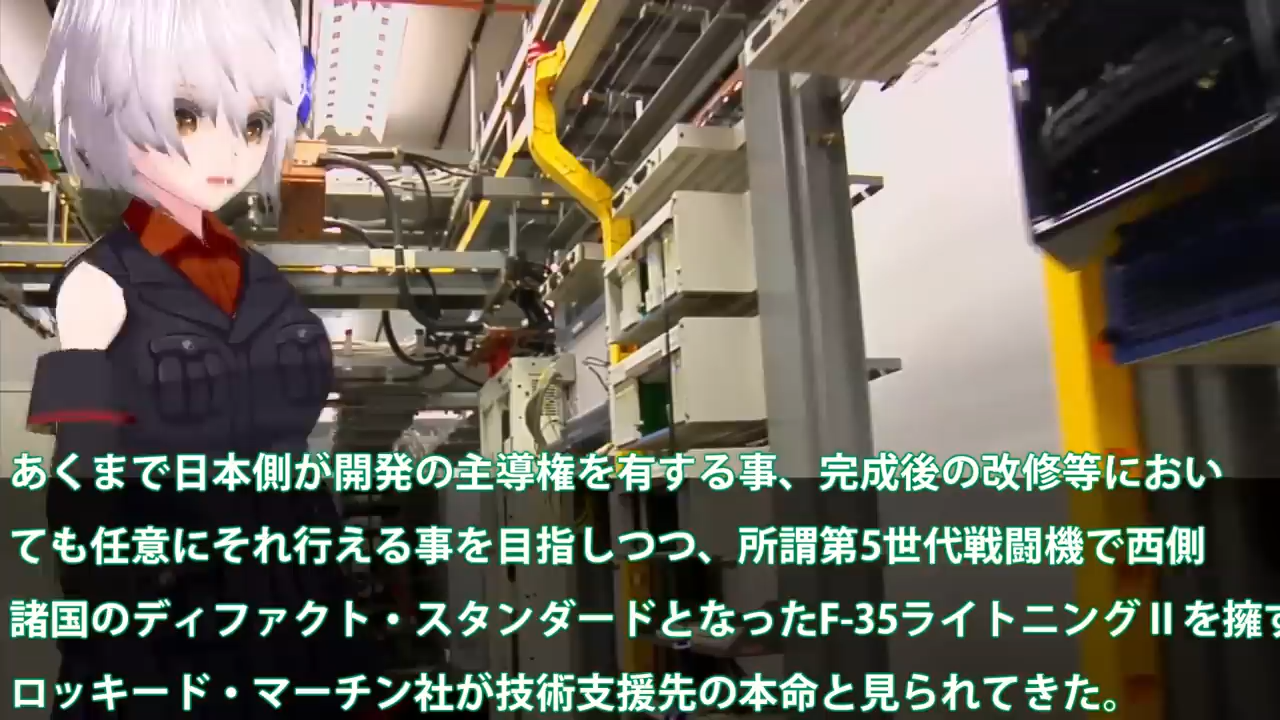 あくまで日本側が開発の主導権を有する事、完成後の改修等におい
ても任意にそれ行える事を目指しつつ、所謂第5世代戦闘機で西側
諸国のディファクト・スタンダードとなったF-35ライトニングⅡを擁す
ロッキード・マーチン社が技術支援先の本命と見られてきた。